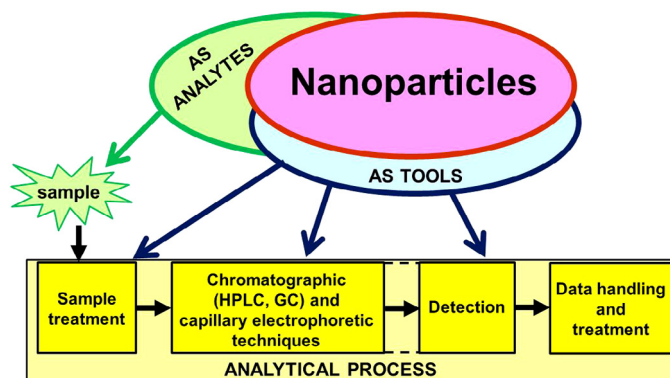 AS
ANALYTES
Nanoparticles
AS TOOLS
sample
Sample
treatment
Chromatographic
(HPLC, GC) and
capillary electrophoretic
techniques
Detection
Data handling
and
treatment
ANALYTICAL PROCESS